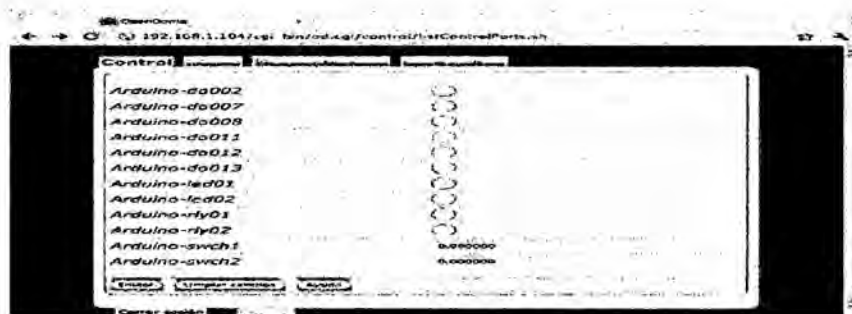 OpenDomo
192.168.1.104/cgi-bin/od.cgi/control/listControlPorts.sh
Control
Arduino-do002
Arduino-do007
Arduino-do008
Arduino-do011
Arduino-do012
Arduino-do013
Arduino-led01
Arduino-led02
Arduino-rly01
Arduino-rly02
Arduino-swch1 0.000000
Arduino-swch2 0.000000
Limpiar cambios Ayuda
Cerrar sesión